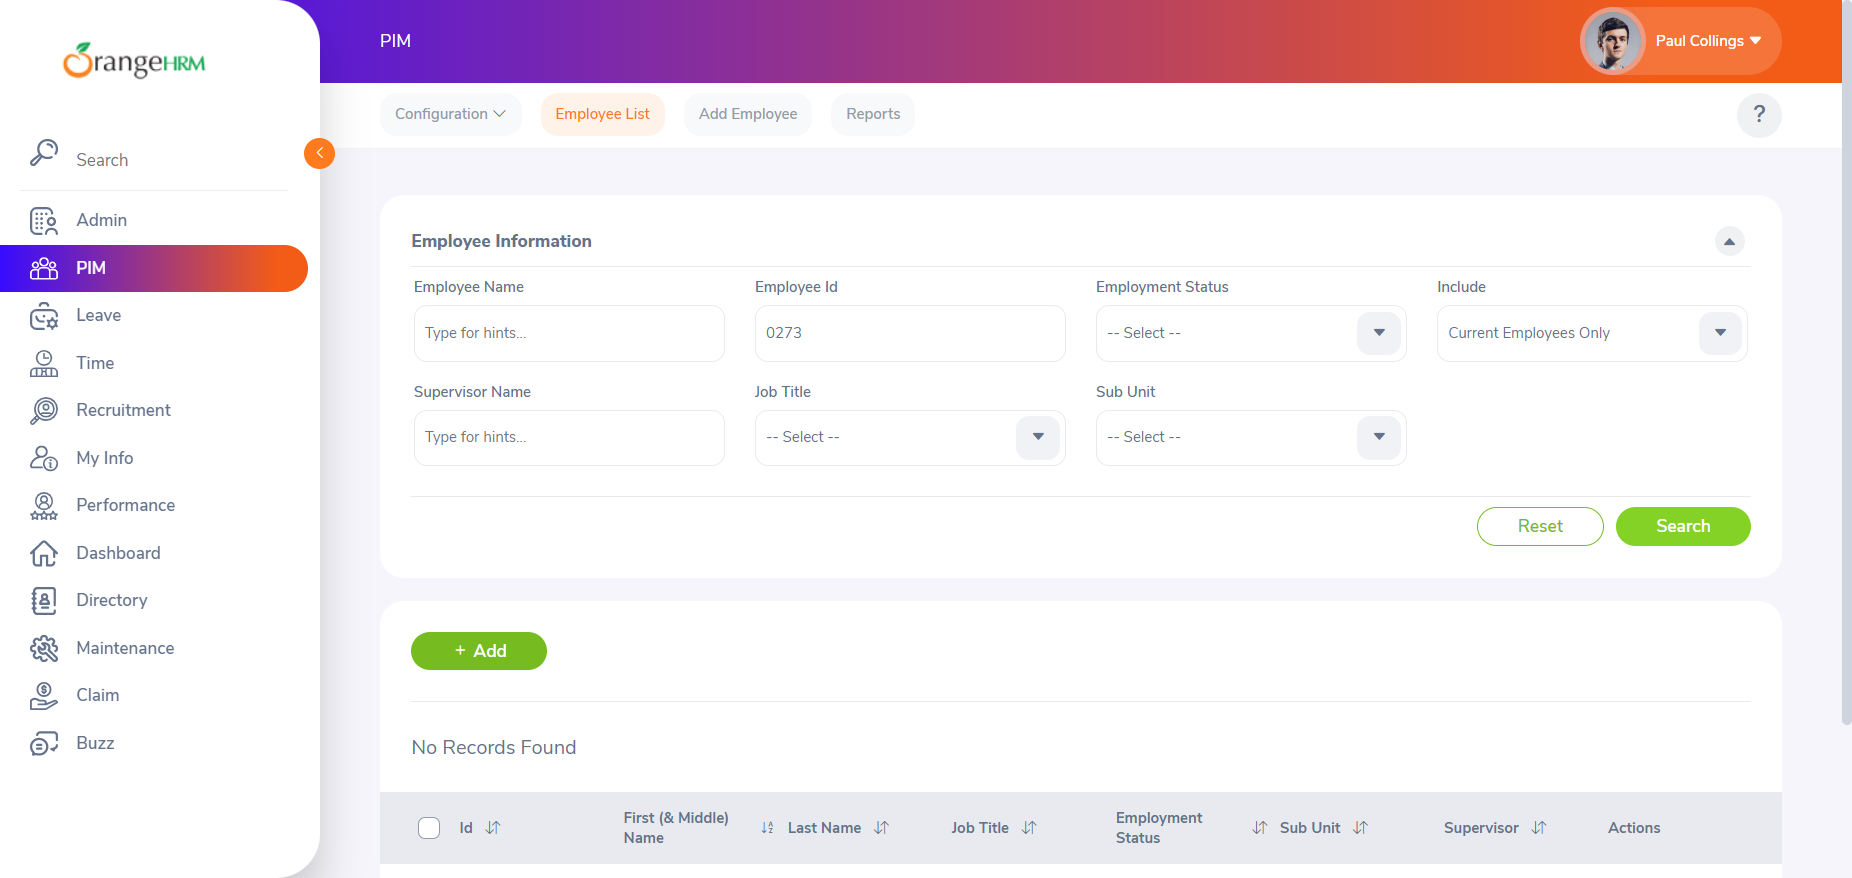 OrangeHRM
PIM
Paul Collings
Configuration
Employee List
Add Employee
Reports
?
Search
Admin
PIM
Leave
Time
Recruitment
My Info
Performance
Dashboard
Directory
Maintenance
Claim
Buzz
Employee Information
Employee Name
Employee Id
Employment Status
Include
Type for hints...
0273
-- Select --
Current Employees Only
Supervisor Name
Job Title
Sub Unit
Type for hints...
-- Select --
-- Select --
Reset
Search
+ Add
No Records Found
Id
First (& Middle)
Name
Last Name
Job Title
Employment
Status
Sub Unit
Supervisor
Actions